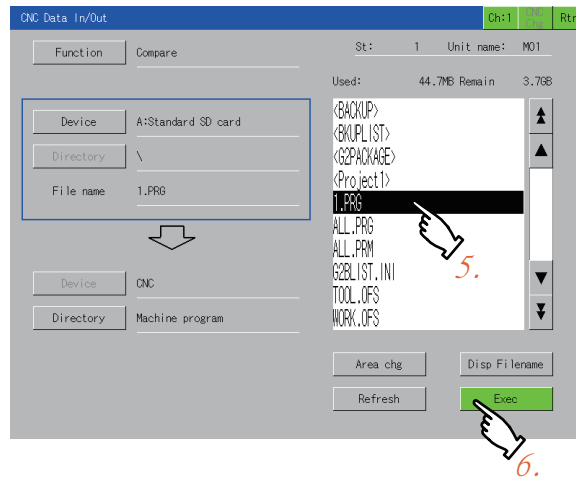 CNC Data In/Out
Ch:1
CNC
Chg
Rtr
Function
Compare
St: 1 Unit name: M01
Used: 44.7MB Remain 3.7GB
Device
A:Standard SD card
Directory
\
File name
1.PRG
<BACKUP>
<BKUPLIST>
<G2PACKAGE>
<Project1>
1.PRG
ALL.PRG
ALL.PRM
G2BLIST.INI
TOOL.OFS
WORK.OFS
5.
Device
CNC
Directory
Machine program
Area chg
Disp Filename
Refresh
Exec
6.